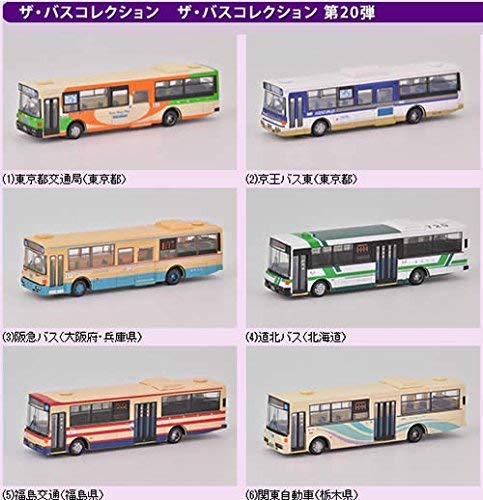 ザ・バスコレクション ザ・バスコレクション 第20弾
(1)東京都交通局〈東京都〉
(2)京王バス東〈東京都〉
(3)阪急バス〈大阪府・兵庫県〉
(4)道北バス〈北海道〉
720
(5)福島交通〈福島県〉
(6)関東自動車〈栃木県〉